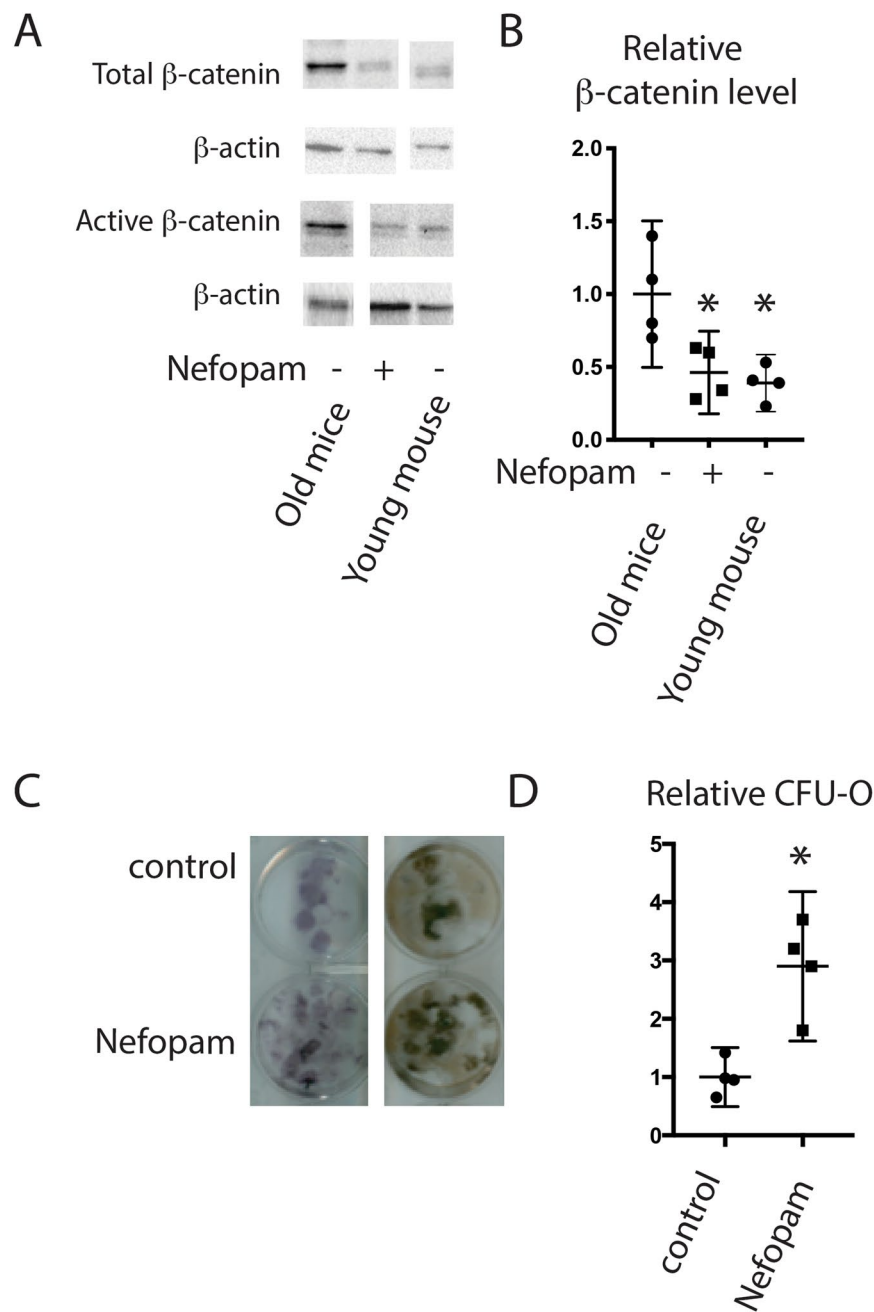 A
Total β-catenin
β-actin
Active β-catenin
β-actin
Nefopam - + -
Old mice
Young mouse
B
Relative
β-catenin level
2.0
1.5
1.0
0.5
0.0
* *
Nefopam - + -
Old mice
Young mouse
C
control
Nefopam
D
Relative CFU-O
5
4
3
2
1
0
*
control
Nefopam